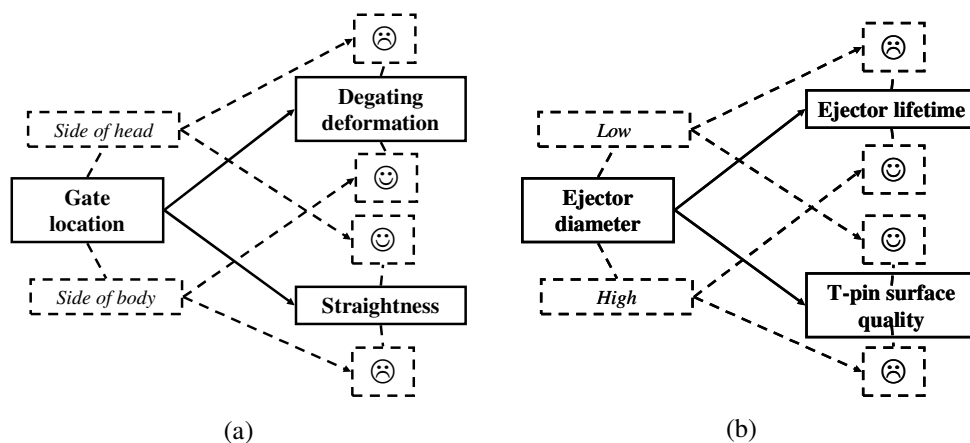 Side of head
Degating
deformation
Gate
location
Side of body
Straightness
(a)
Low
Ejector lifetime
Ejector
diameter
High
T-pin surface
quality
(b)